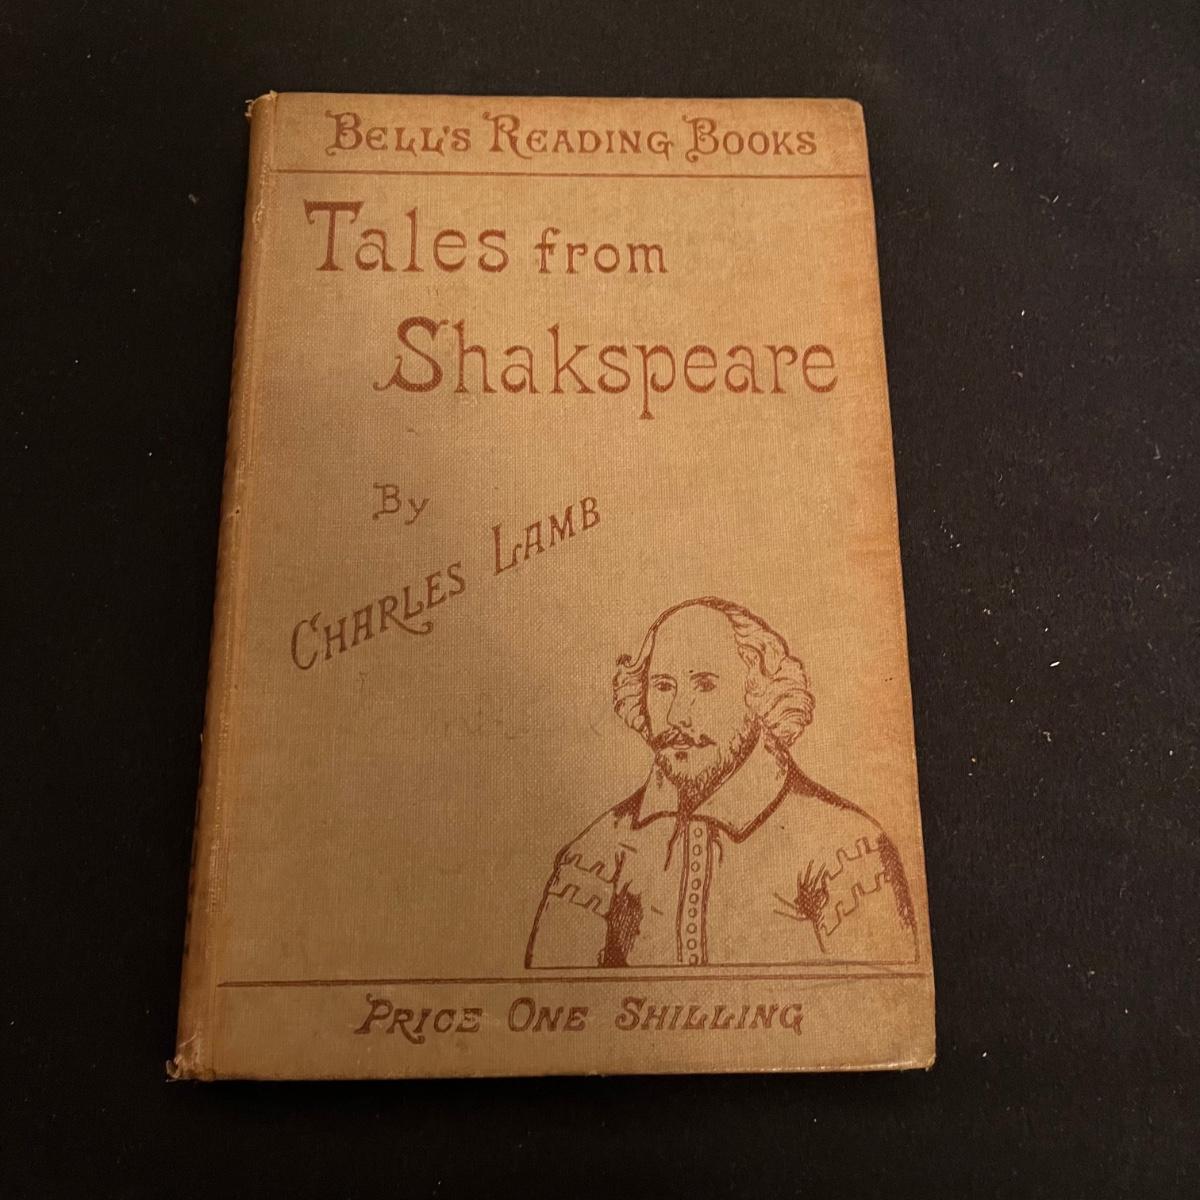 BELL'S READING BOOKS
Tales from
Shakspeare
By
CHARLES LAMB
PRICE ONE SHILLING